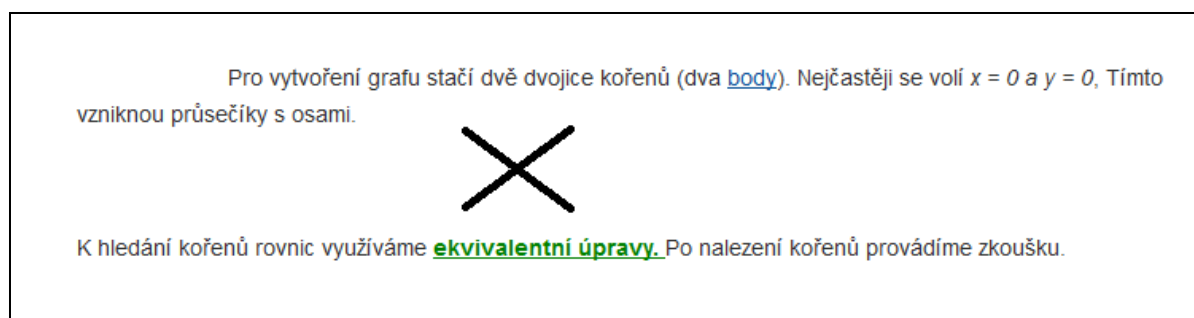 Pro vytvoření grafu stačí dvě dvojice kořenů (dva body). Nejčastěji se volí x = 0 a y = 0, Tímto
vzniknou průsečíky s osami.
K hledání kořenů rovnic využíváme ekvivalentní úpravy. Po nalezení kořenů provádíme zkoušku.